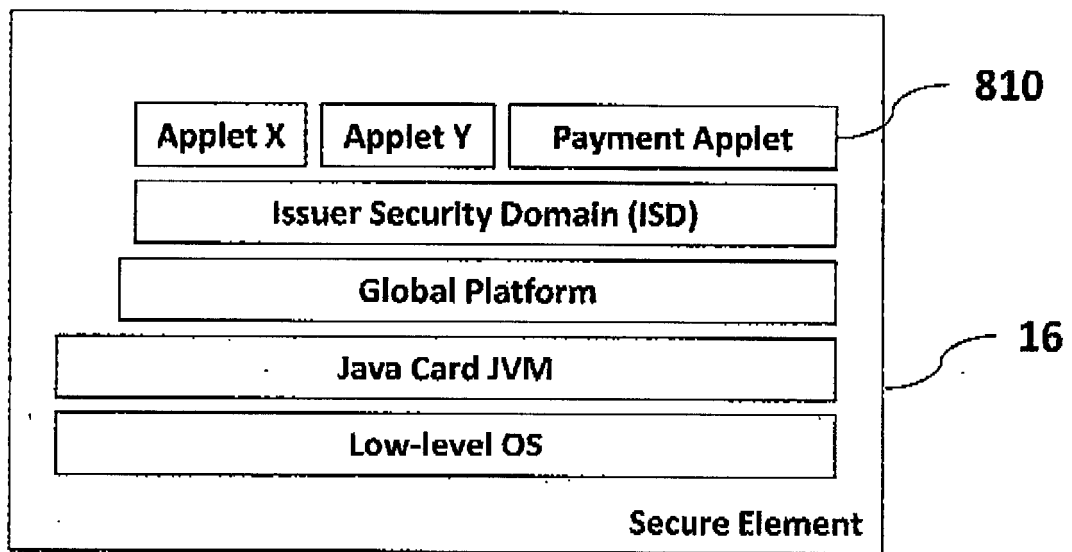 810
Applet X Applet Y Payment Applet
Issuer Security Domain (ISD)
Global Platform
16
Java Card JVM
Low-level OS
Secure Element